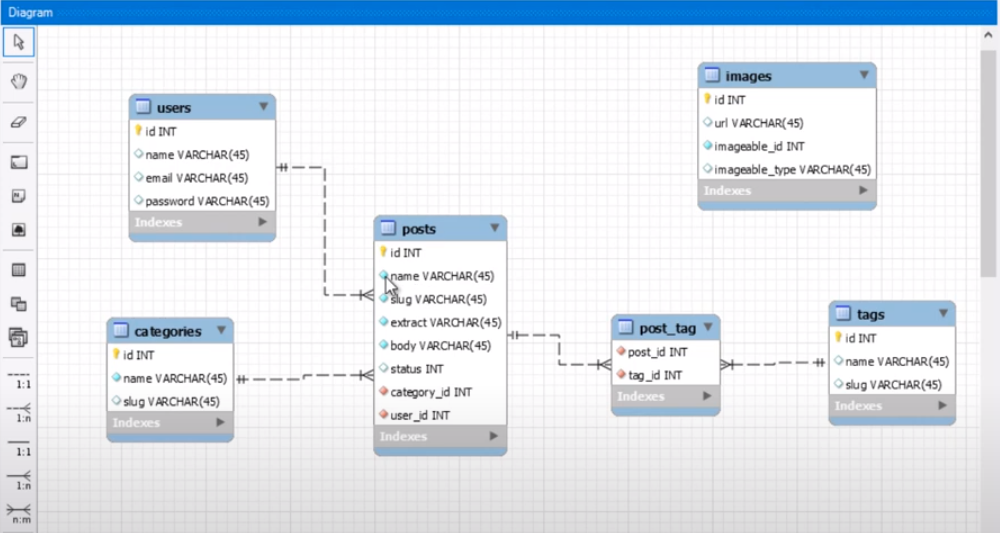 Diagram
users
id INT
name VARCHAR(45)
email VARCHAR(45)
password VARCHAR(45)
Indexes
categories
id INT
name VARCHAR(45)
slug VARCHAR(45)
Indexes
posts
id INT
name VARCHAR(45)
slug VARCHAR(45)
extract VARCHAR(45)
body VARCHAR(45)
status INT
category_id INT
user_id INT
Indexes
images
id INT
url VARCHAR(45)
imageable_id INT
imageable_type VARCHAR(45)
Indexes
post_tag
post_id INT
tag_id INT
Indexes
tags
id INT
name VARCHAR(45)
slug VARCHAR(45)
Indexes
1:1
1:n
1:1
1:n
n:m